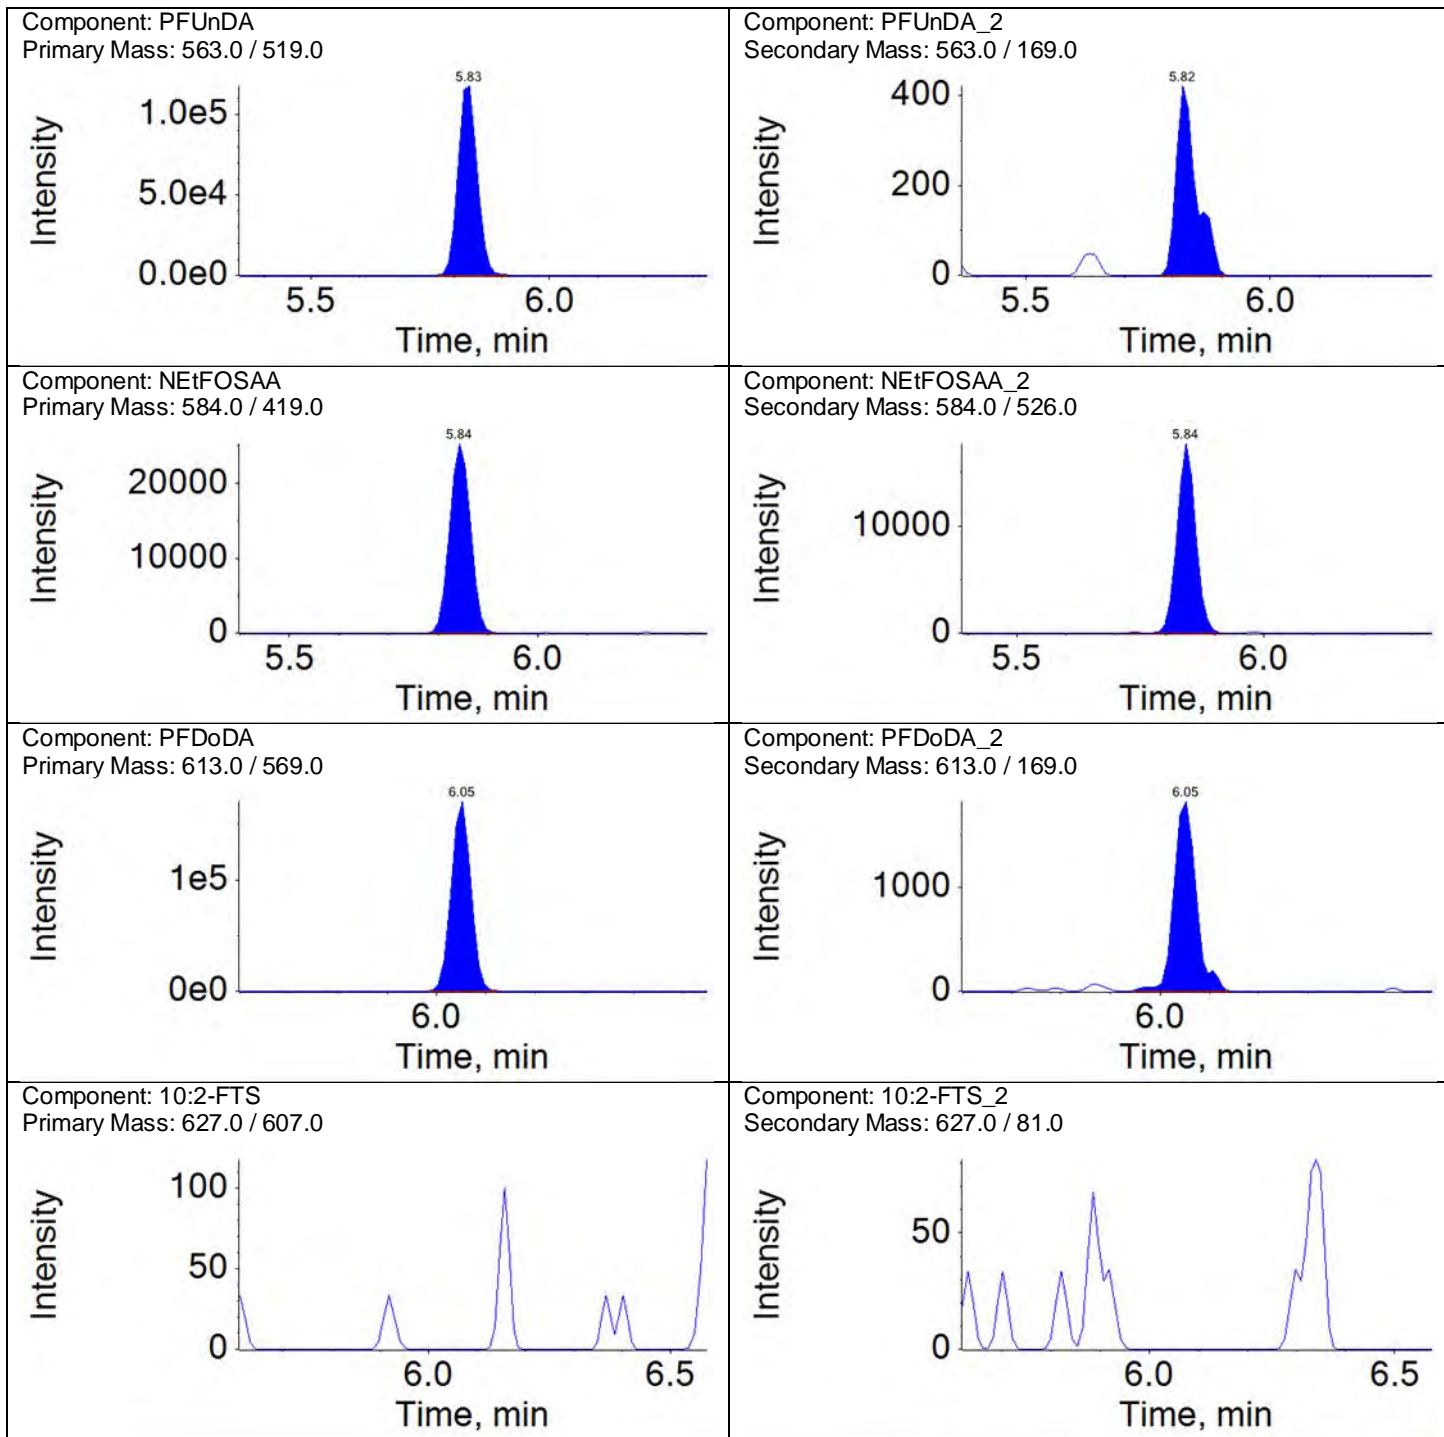 Component: PFUnDA
Primary Mass: 563.0 / 519.0
5.83
Intensity
1.0e5
5.0e4
0.0e0
5.5 6.0
Time, min
Component: PFUnDA_2
Secondary Mass: 563.0 / 169.0
5.82
Intensity
400
200
0
5.5 6.0
Time, min
Component: NEtFOSAA
Primary Mass: 584.0 / 419.0
5.84
Intensity
20000
10000
0
5.5 6.0
Time, min
Component: NEtFOSAA_2
Secondary Mass: 584.0 / 526.0
5.84
Intensity
10000
0
5.5 6.0
Time, min
Component: PFDoDA
Primary Mass: 613.0 / 569.0
6.05
Intensity
1e5
0e0
6.0
Time, min
Component: PFDoDA_2
Secondary Mass: 613.0 / 169.0
6.05
Intensity
1000
0
6.0
Time, min
Component: 10:2-FTS
Primary Mass: 627.0 / 607.0
Intensity
100
50
0
6.0 6.5
Time, min
Component: 10:2-FTS_2
Secondary Mass: 627.0 / 81.0
Intensity
50
0
6.0 6.5
Time, min